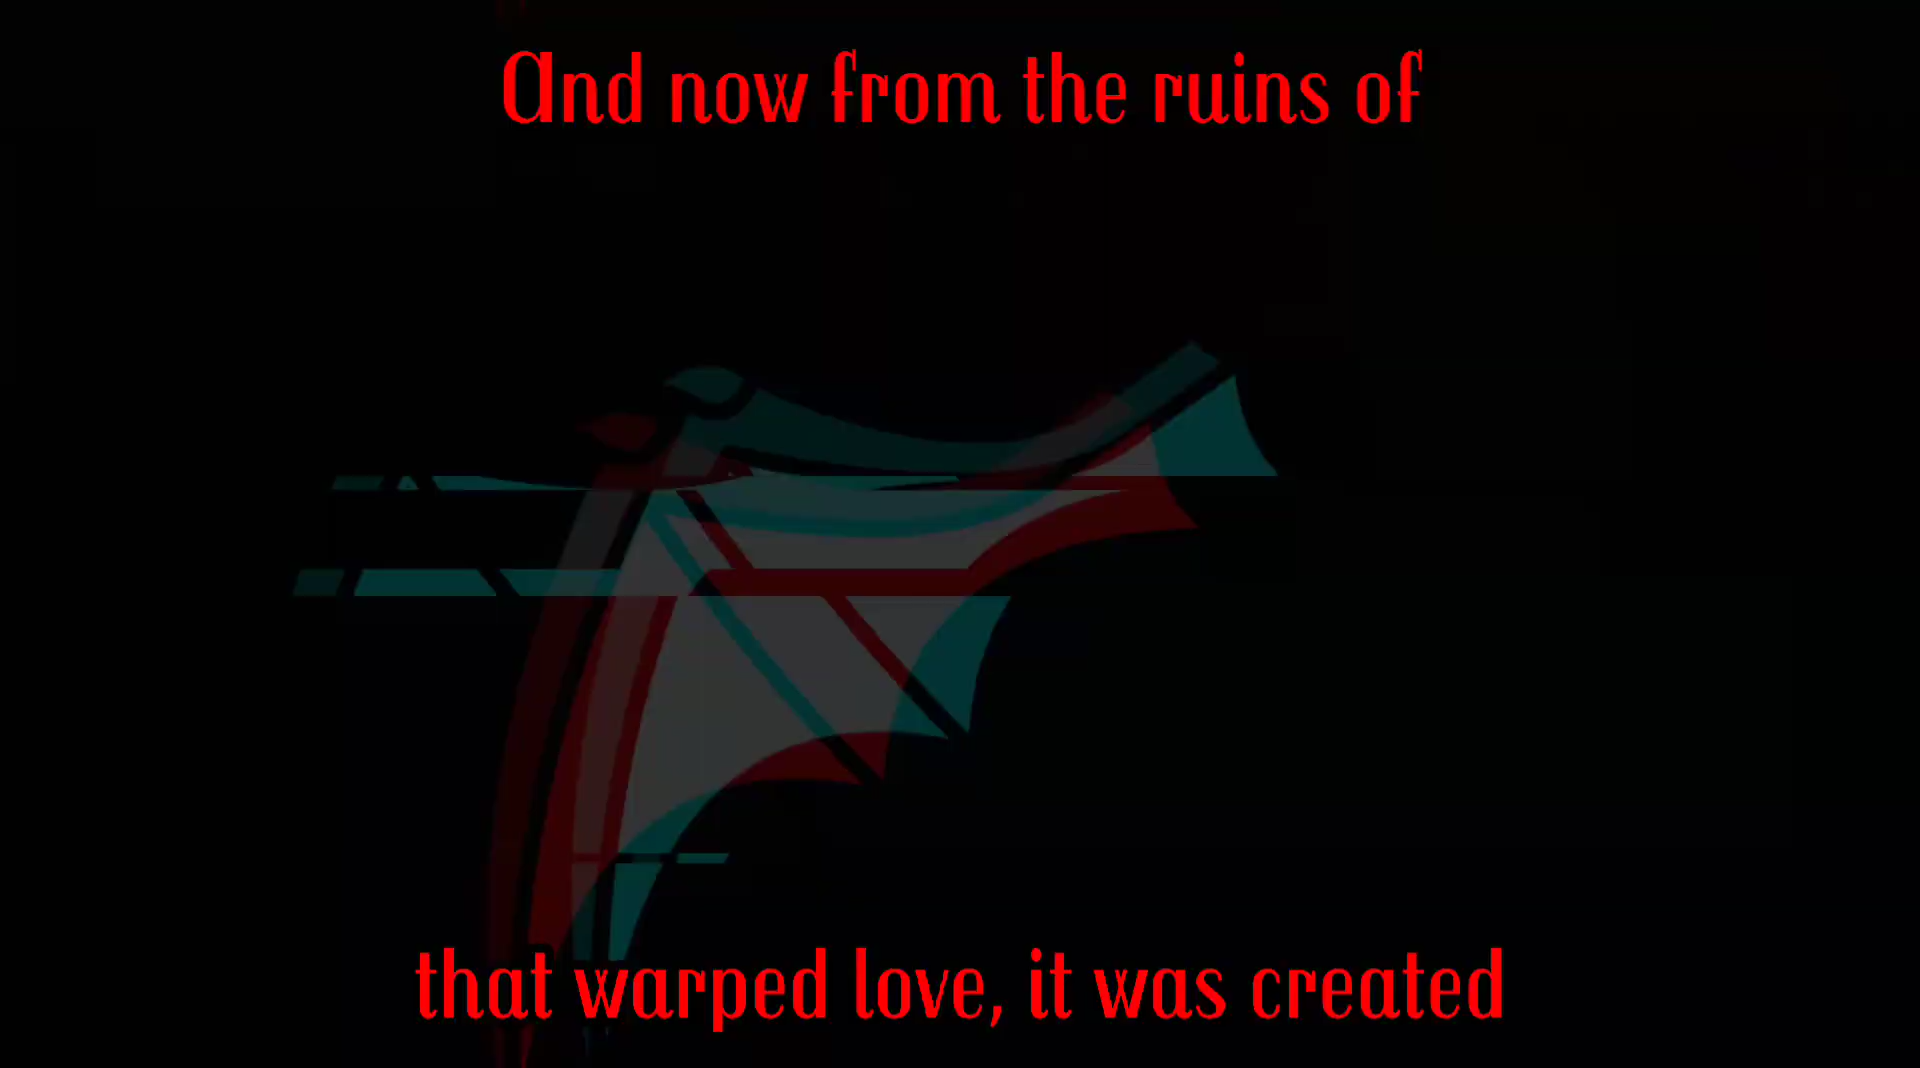 And now from the ruins of
that warped love, it was created